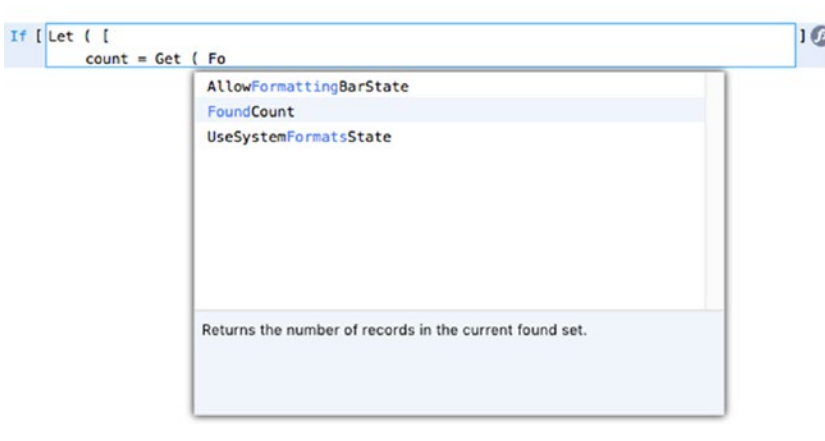 If [ Let ( [ ]
count = Get ( Fo
AllowFormattingBarState
FoundCount
UseSystemFormatsState
Returns the number of records in the current found set.